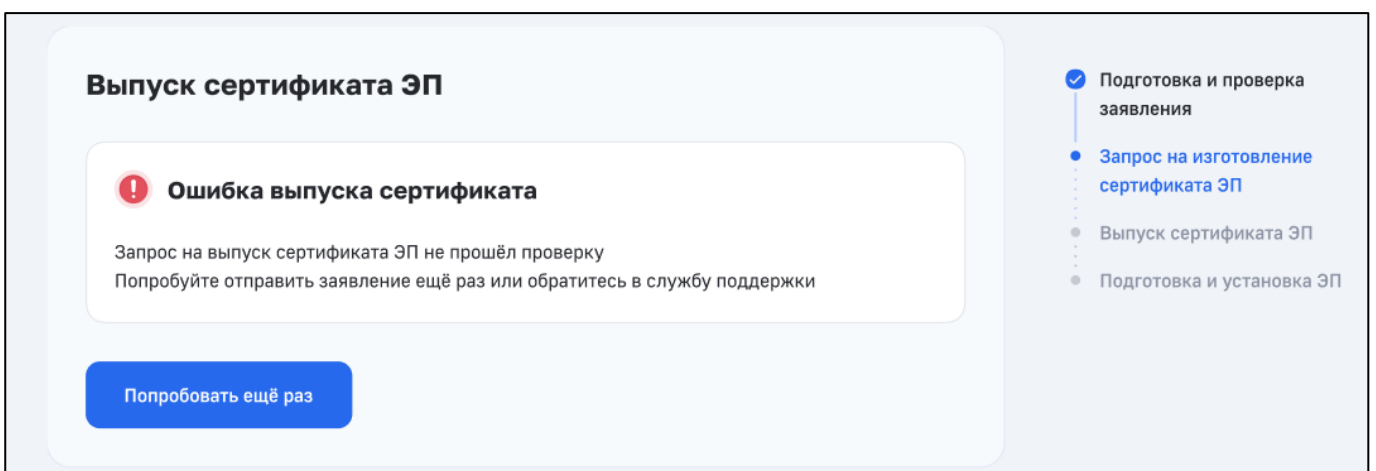 Выпуск сертификата ЭП
Ошибка выпуска сертификата
Запрос на выпуск сертификата ЭП не прошёл проверку
Попробуйте отправить заявление ещё раз или обратитесь в службу поддержки
Попробовать ещё раз
Подготовка и проверка
заявления
Запрос на изготовление
сертификата ЭП
Выпуск сертификата ЭП
Подготовка и установка ЭП